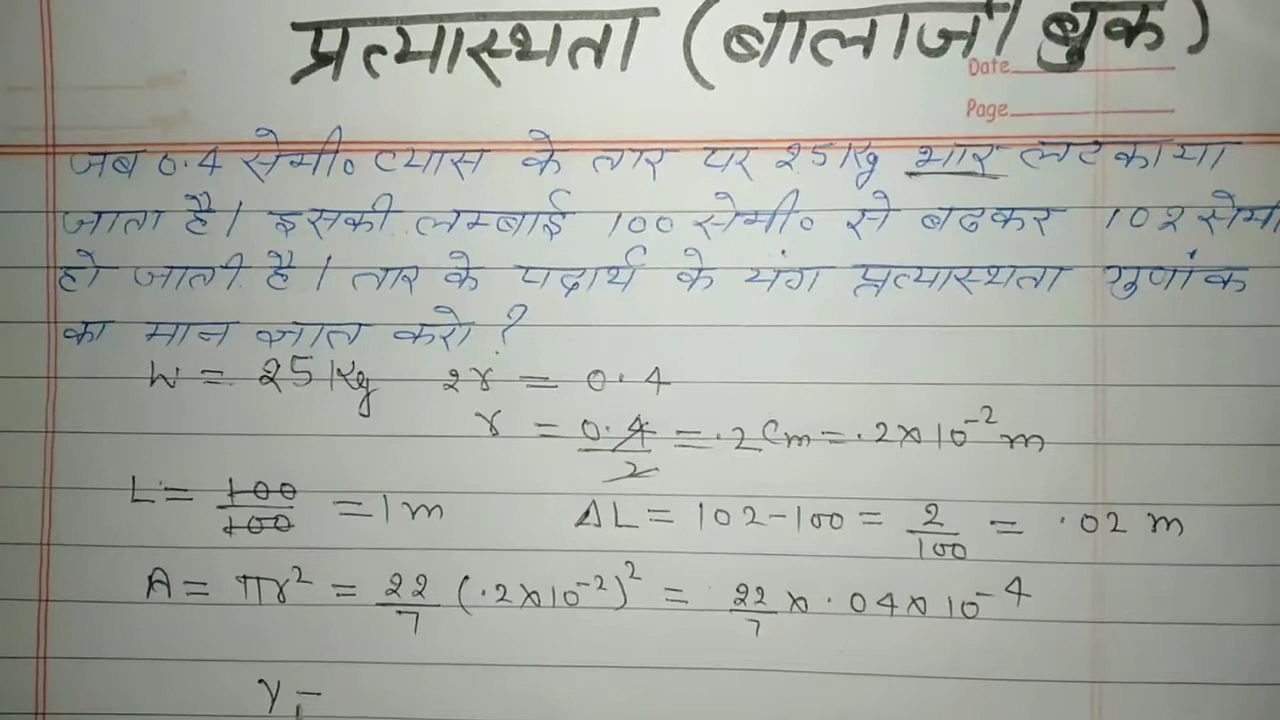 प्रत्यास्थता (बालाजी बुक)
Date
Page
जब 0.4 सेमी० व्यास के तार पर 25 Kg भार लटकाया
जाता है। इसकी लम्बाई 100 सेमी० से बढकर 102 सेमी
हो जाती है। तार के पदार्थ के यंग प्रत्यास्थता गुणांक
का मान ज्ञात करो ?
W = 25 Kg 2r = 0.4
r = 0.4/2 = .2 Cm = .2×10⁻² m
L = 100/100 = 1 m ΔL = 102-100 = 2/100 = .02 m
A = πr² = 22/7 (.2×10⁻²)² = 22/7 × .04×10⁻⁴
Y =